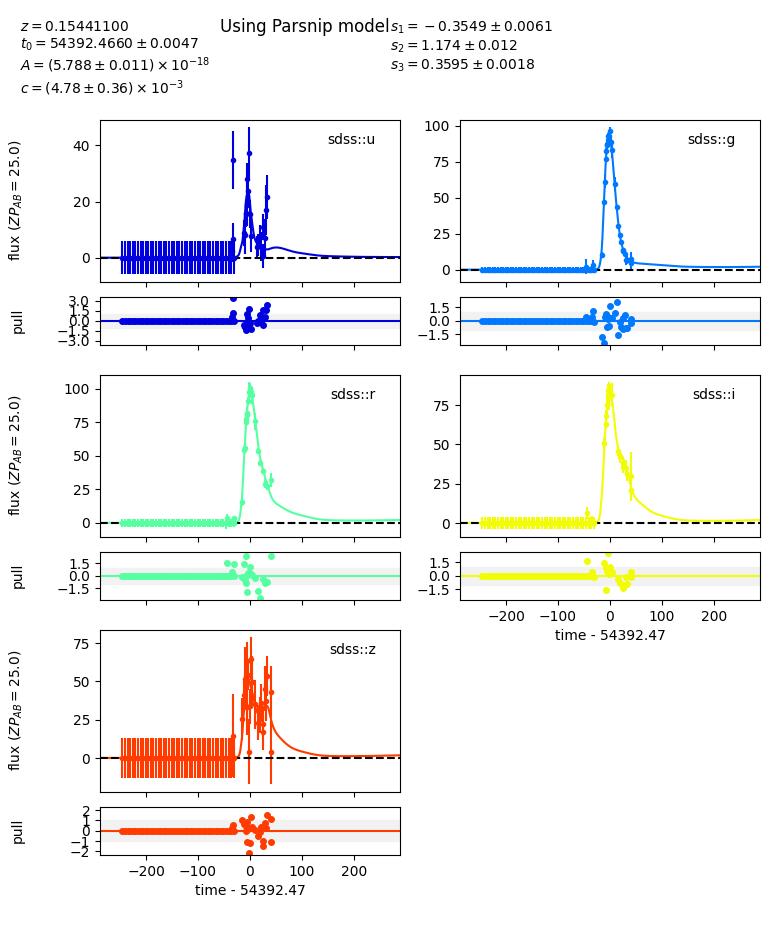 Using Parsnip model
z = 0.15441100
t0 = 54392.4660 ± 0.0047
A = (5.788 ± 0.011) × 10^−18
c = (4.78 ± 0.36) × 10^−3
s1 = −0.3549 ± 0.0061
s2 = 1.174 ± 0.012
s3 = 0.3595 ± 0.0018
flux (ZP_AB = 25.0)
40
20
0
sdss::u
100
75
50
25
0
sdss::g
pull
3.0
1.5
0.0
−1.5
−3.0
1.5
0.0
−1.5
flux (ZP_AB = 25.0)
100
75
50
25
0
sdss::r
75
50
25
0
sdss::i
pull
1.5
0.0
−1.5
1.5
0.0
−1.5
−200 −100 0 100 200
time - 54392.47
flux (ZP_AB = 25.0)
75
50
25
0
sdss::z
pull
2
1
0
−1
−2
−200 −100 0 100 200
time - 54392.47